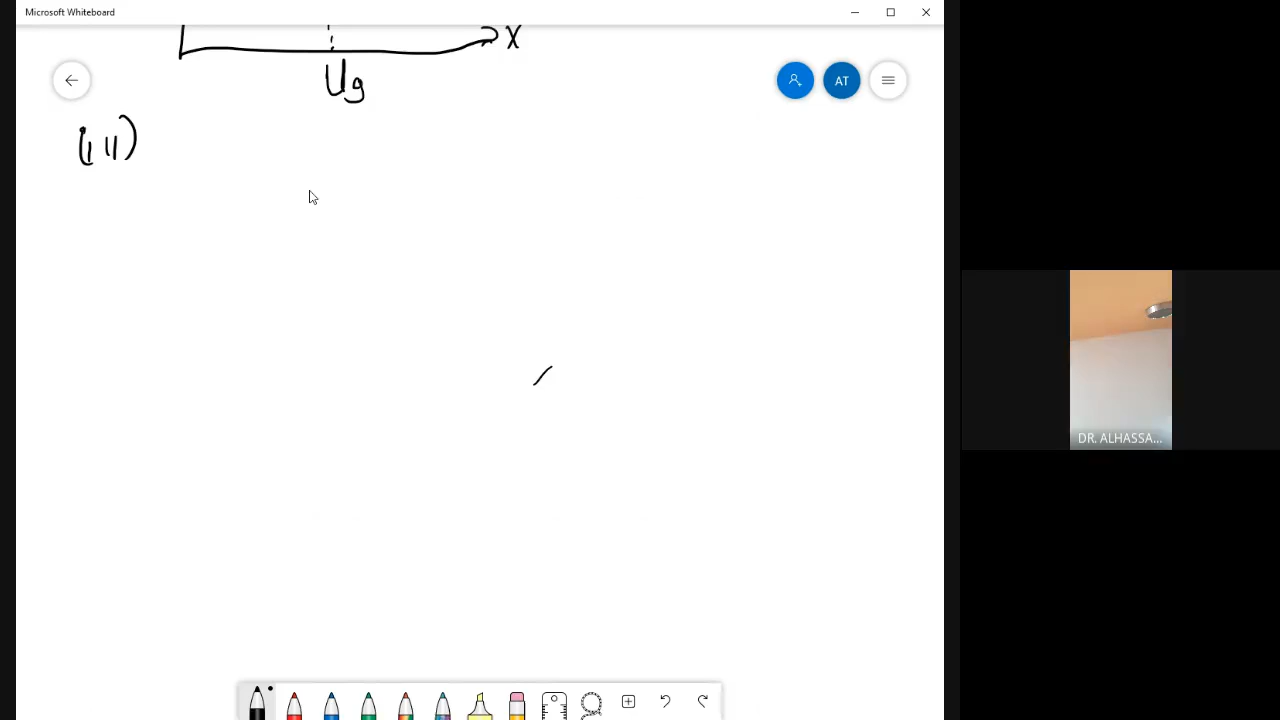 Microsoft Whiteboard
X
Ug
AT
(ii)
DR. ALHASSA...